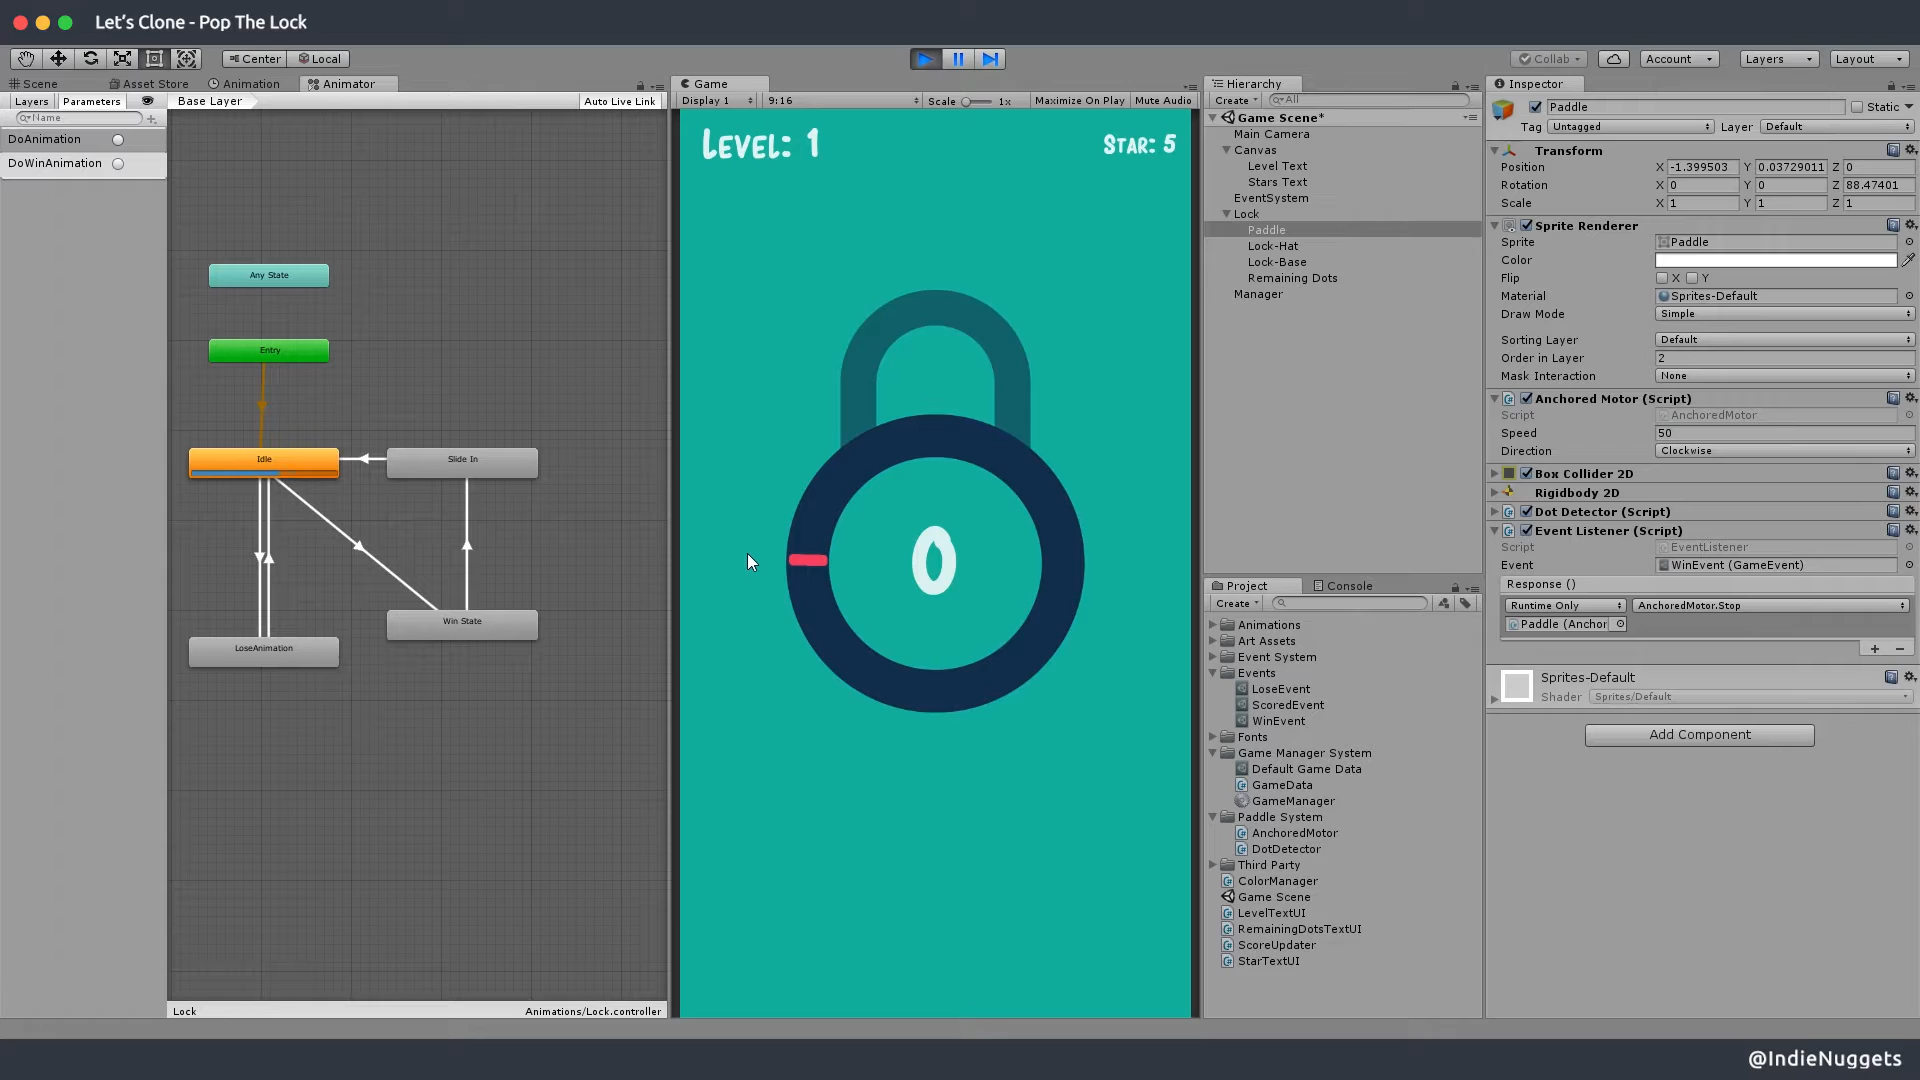 Let's Clone - Pop The Lock
Center Local
Collab Account Layers Layout
Scene Asset Store Animation Animator
Layers Parameters Base Layer Auto Live Link
Name
DoAnimation
DoWinAnimation
Any State
Entry
Idle
Slide In
Win State
LoseAnimation
Lock Animations/Lock.controller
Game
Display 1 9:16 Scale 1x Maximize On Play Mute Audio
Level: 1 Star: 5
0
Hierarchy
Create All
Game Scene*
Main Camera
Canvas
Level Text
Stars Text
EventSystem
Lock
Paddle
Lock-Hat
Lock-Base
Remaining Dots
Manager
Project Console
Create
Animations
Art Assets
Event System
Events
LoseEvent
ScoredEvent
WinEvent
Fonts
Game Manager System
Default Game Data
GameData
GameManager
Paddle System
AnchoredMotor
DotDetector
Third Party
ColorManager
Game Scene
LevelTextUI
RemainingDotsTextUI
ScoreUpdater
StarTextUI
Inspector
Paddle Static
Tag Untagged Layer Default
Transform
Position X -1.399503 Y 0.03729011 Z 0
Rotation X 0 Y 0 Z 88.47401
Scale X 1 Y 1 Z 1
Sprite Renderer
Sprite Paddle
Color
Flip X Y
Material Sprites-Default
Draw Mode Simple
Sorting Layer Default
Order in Layer 2
Mask Interaction None
Anchored Motor (Script)
Script AnchoredMotor
Speed 50
Direction Clockwise
Box Collider 2D
Rigidbody 2D
Dot Detector (Script)
Event Listener (Script)
Script EventListener
Event WinEvent (GameEvent)
Response ()
Runtime Only AnchoredMotor.Stop
Paddle (Anchor
Sprites-Default
Shader Sprites/Default
Add Component
@IndieNuggets